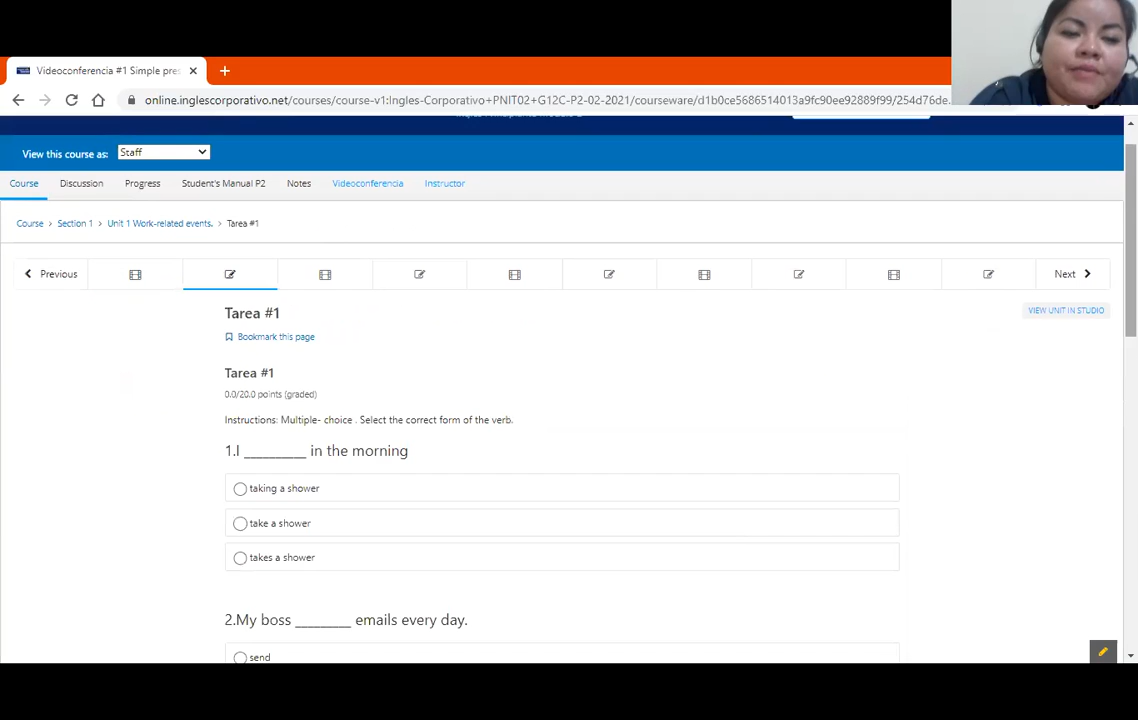 Videoconferencia #1 Simple pres
online.inglescorporativo.net/courses/course-v1:Ingles-Corporativo+PNIT02+G12C-P2-02-2021/courseware/d1b0ce5686514013a9fc90ee92889f99/254d76de.
View this course as: Staff
Course Discussion Progress Student's Manual P2 Notes Videoconferencia Instructor
Course > Section 1 > Unit 1 Work-related events. > Tarea #1
Previous Next
Tarea #1
VIEW UNIT IN STUDIO
Bookmark this page
Tarea #1
0.0/20.0 points (graded)
Instructions: Multiple- choice . Select the correct form of the verb.
1.I __________ in the morning
taking a shower
take a shower
takes a shower
2.My boss ________ emails every day.
send